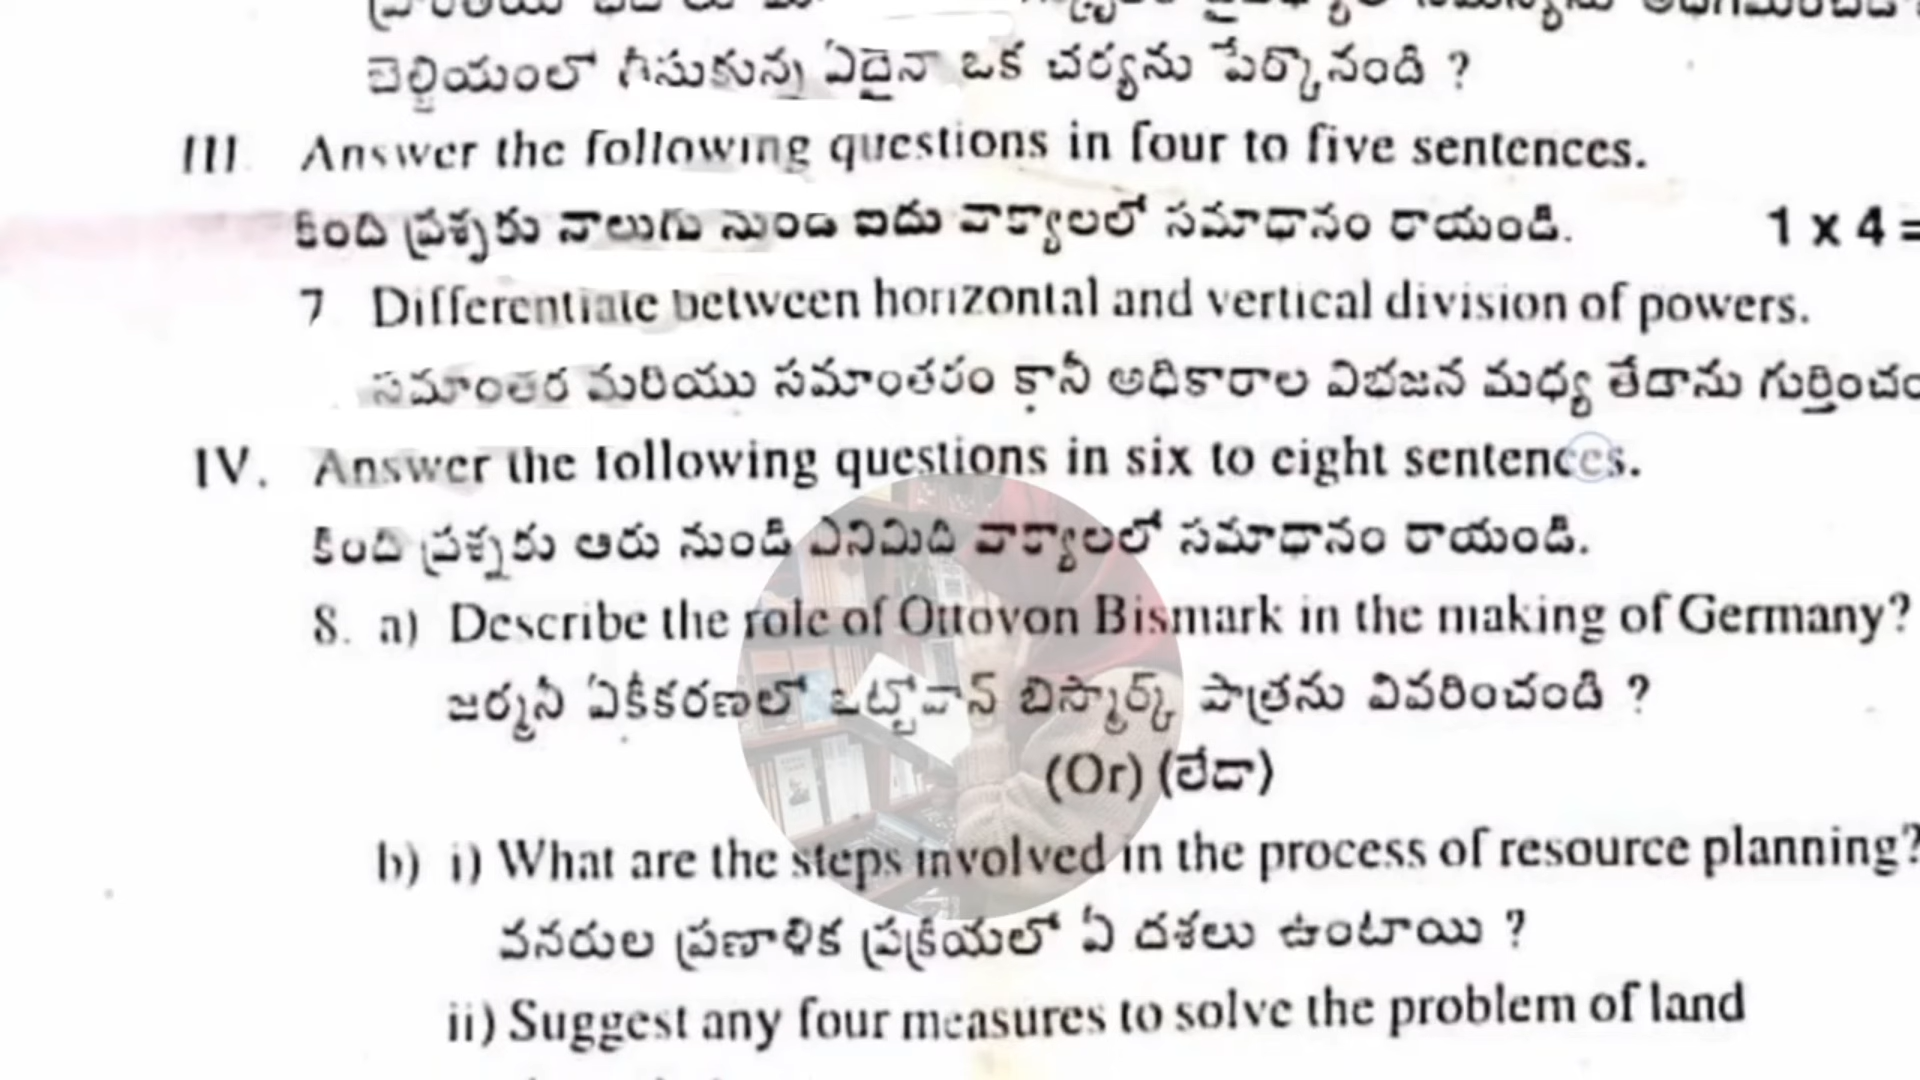 బెల్జియంలో గీసుకున్న ఏదైనా ఒక చర్యను పేర్కొనండి ?
III. Answer the following questions in four to five sentences.
కింది ప్రశ్నకు నాలుగు నుండి ఐదు వాక్యాలలో సమాధానం రాయండి. 1 x 4 =
7 Differentiate between horizontal and vertical division of powers.
సమాంతర మరియు సమాంతరం కానీ అధికారాల విభజన మధ్య తేడాను
IV. Answer the following questions in six to eight sentences.
కింది ప్రశ్నకు ఆరు నుండి ఎనిమిది వాక్యాలలో సమాధానం రాయండి.
8. a) Describe the role of Ottovon Bismark in the making of Germany?
జర్మనీ ఏకీకరణలో ఒట్టోవాన్ బిస్మార్క్ పాత్రను వివరించండి ?
(Or) (లేదా)
b) i) What are the steps involved in the process of resource planning?
వనరుల ప్రణాళిక ప్రక్రియలో ఏ దశలు ఉంటాయి ?
ii) Suggest any four measures to solve the problem of land